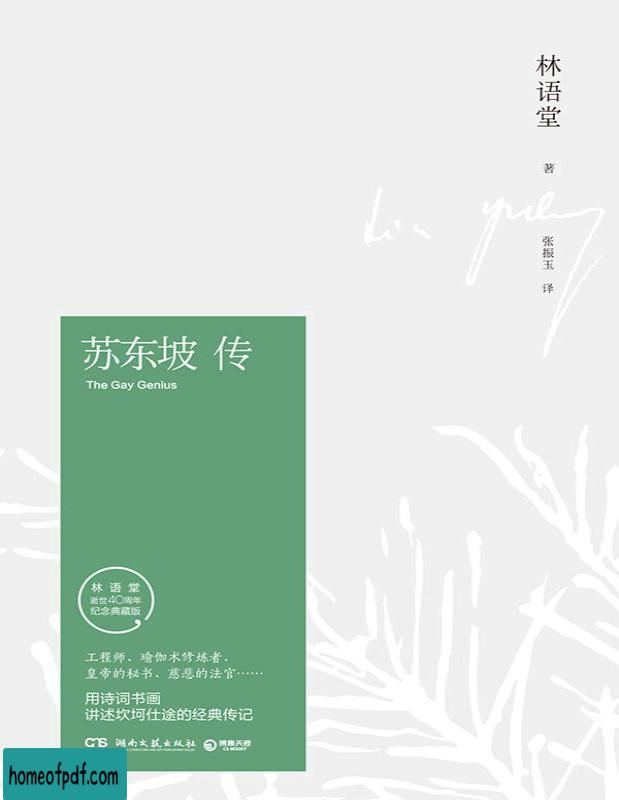 林语堂
著
张振玉
译
苏东坡 传
The Gay Genius
林语堂
逝世40周年
纪念典藏版
工程师、瑜伽术修炼者、
皇帝的秘书、慈悲的法官……
用诗词书画
讲述坎坷仕途的经典传记
湖南文艺出版社
博集天卷
CS-BOOKY
homeofpdf.com